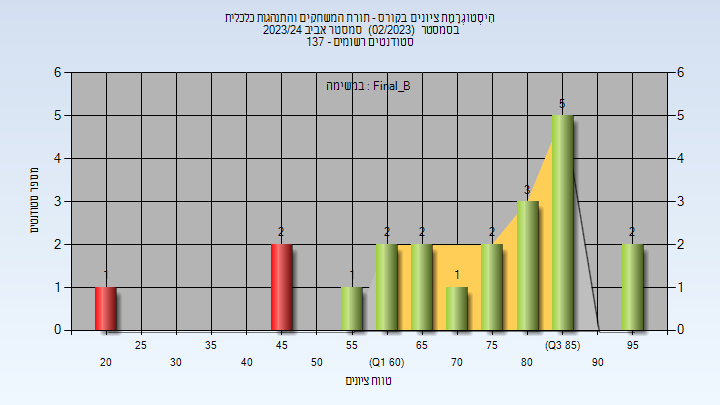 היסטוגרמת ציונים בקורס - תורת המשחקים והתנהגות כלכלית
בסמסטר (02/2023) סמסטר אביב 2023/24
סטודנטים רשומים - 137
במשימה : Final_B
מספר סטודנטים
6 6
5 5
4 4
3 3
2 2
1 1
0 0
1 2 1 2 2 1 2 3 5 2
25 35 45 55 65 75 (Q3 85) 95
20 30 40 50 (Q1 60) 70 80 90
טווח ציונים